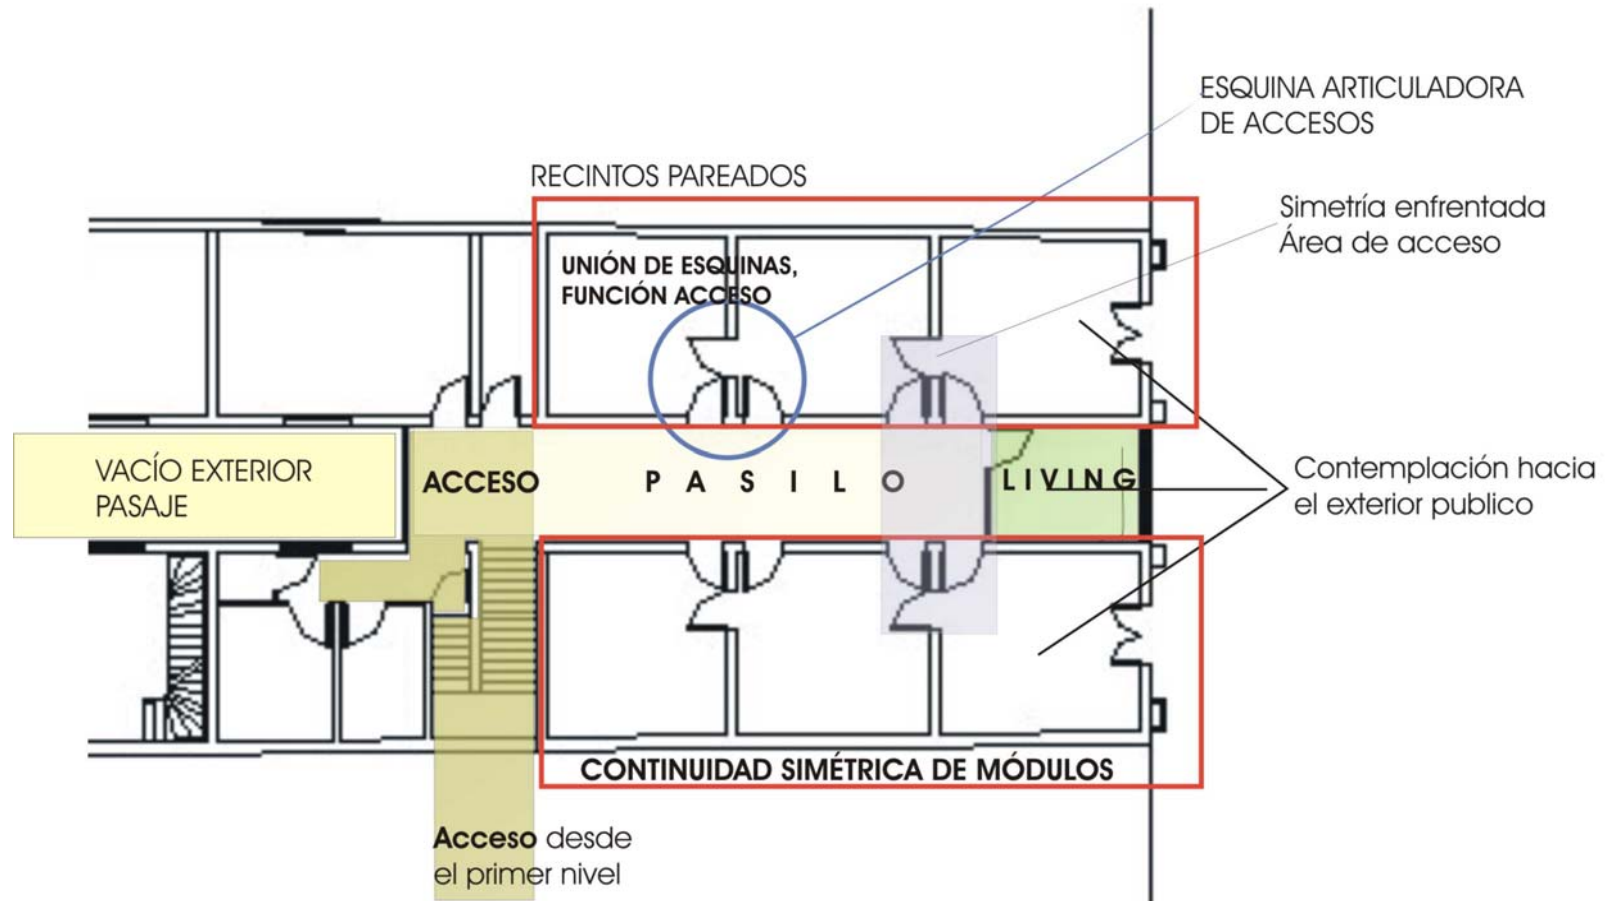 ESQUINA ARTICULADORA
DE ACCESOS
RECINTOS PAREADOS
Simetría enfrentada
Área de acceso
UNIÓN DE ESQUINAS,
FUNCIÓN ACCESO
VACÍO EXTERIOR
PASAJE
ACCESO
P A S I L O
LIVING
Contemplación hacia
el exterior publico
CONTINUIDAD SIMÉTRICA DE MÓDULOS
Acceso desde
el primer nivel